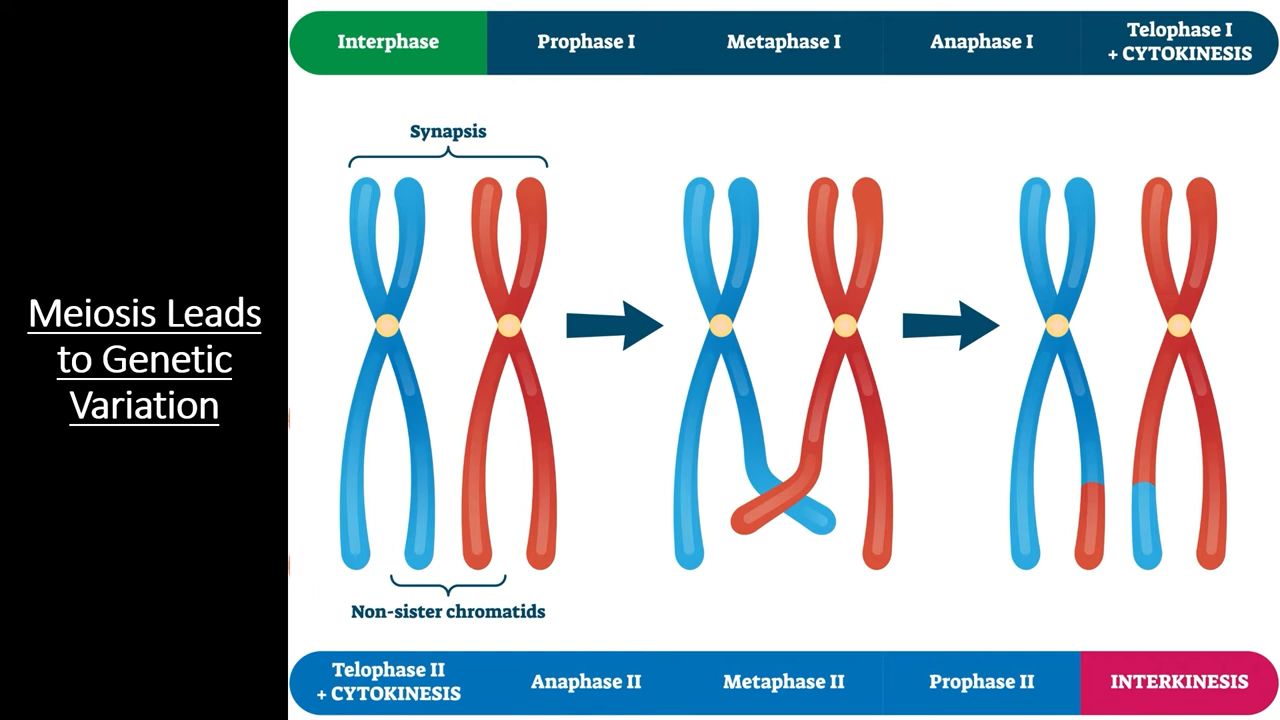 Meiosis Leads
to Genetic
Variation
Interphase
Prophase I
Metaphase I
Anaphase I
Telophase I
+ CYTOKINESIS
Synapsis
Non-sister chromatids
Telophase II
+ CYTOKINESIS
Anaphase II
Metaphase II
Prophase II
INTERKINESIS